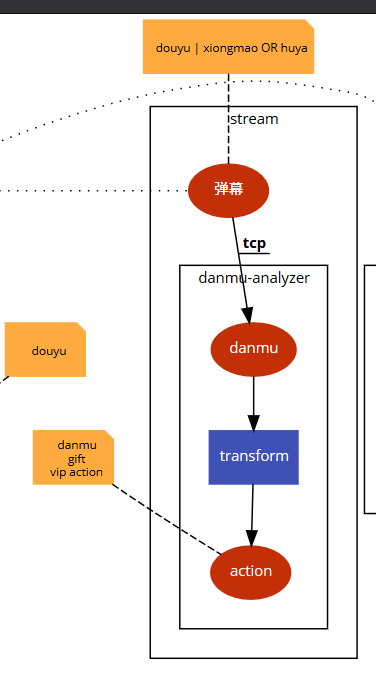 douyu | xiongmao OR huya
stream
弹幕
tcp
danmu-analyzer
danmu
douyu
danmu
gift
vip action
transform
action